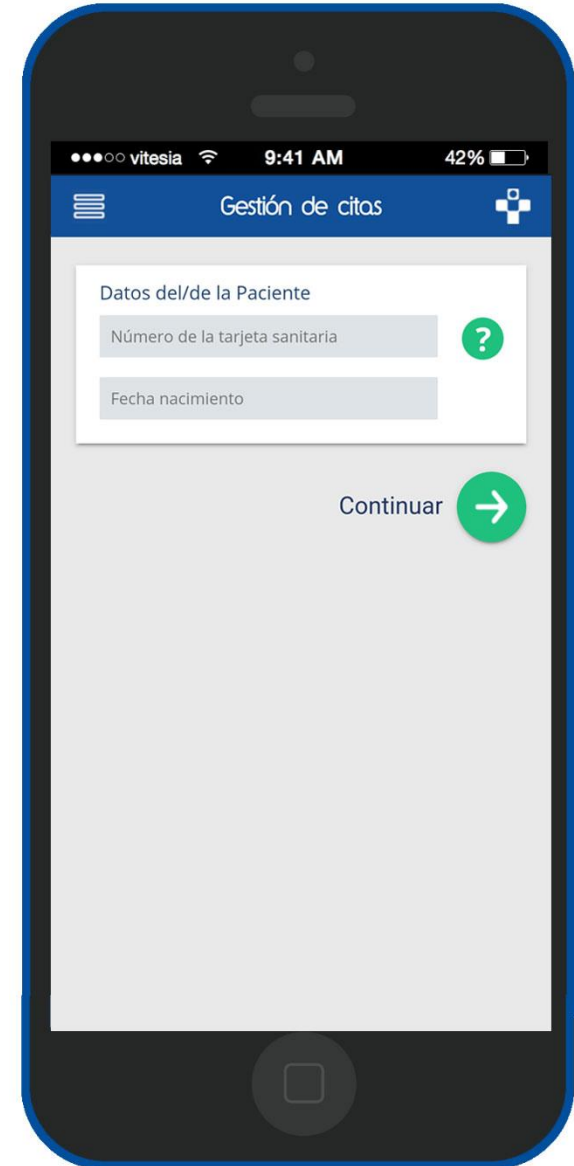 vitesia 9:41 AM 42%
Gestión de citas
Datos del/de la Paciente
Número de la tarjeta sanitaria
?
Fecha nacimiento
Continuar